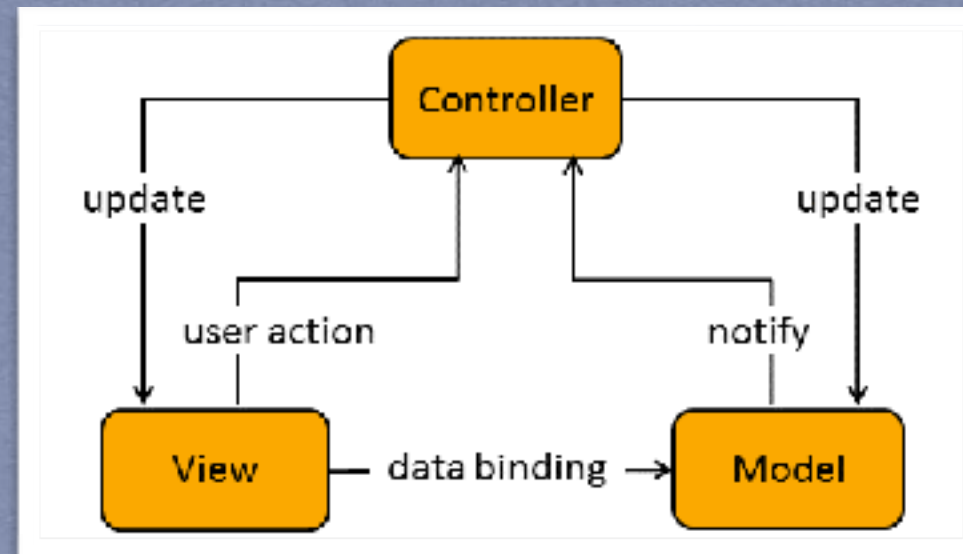 Controller
update
update
user action
notify
View
data binding
Model